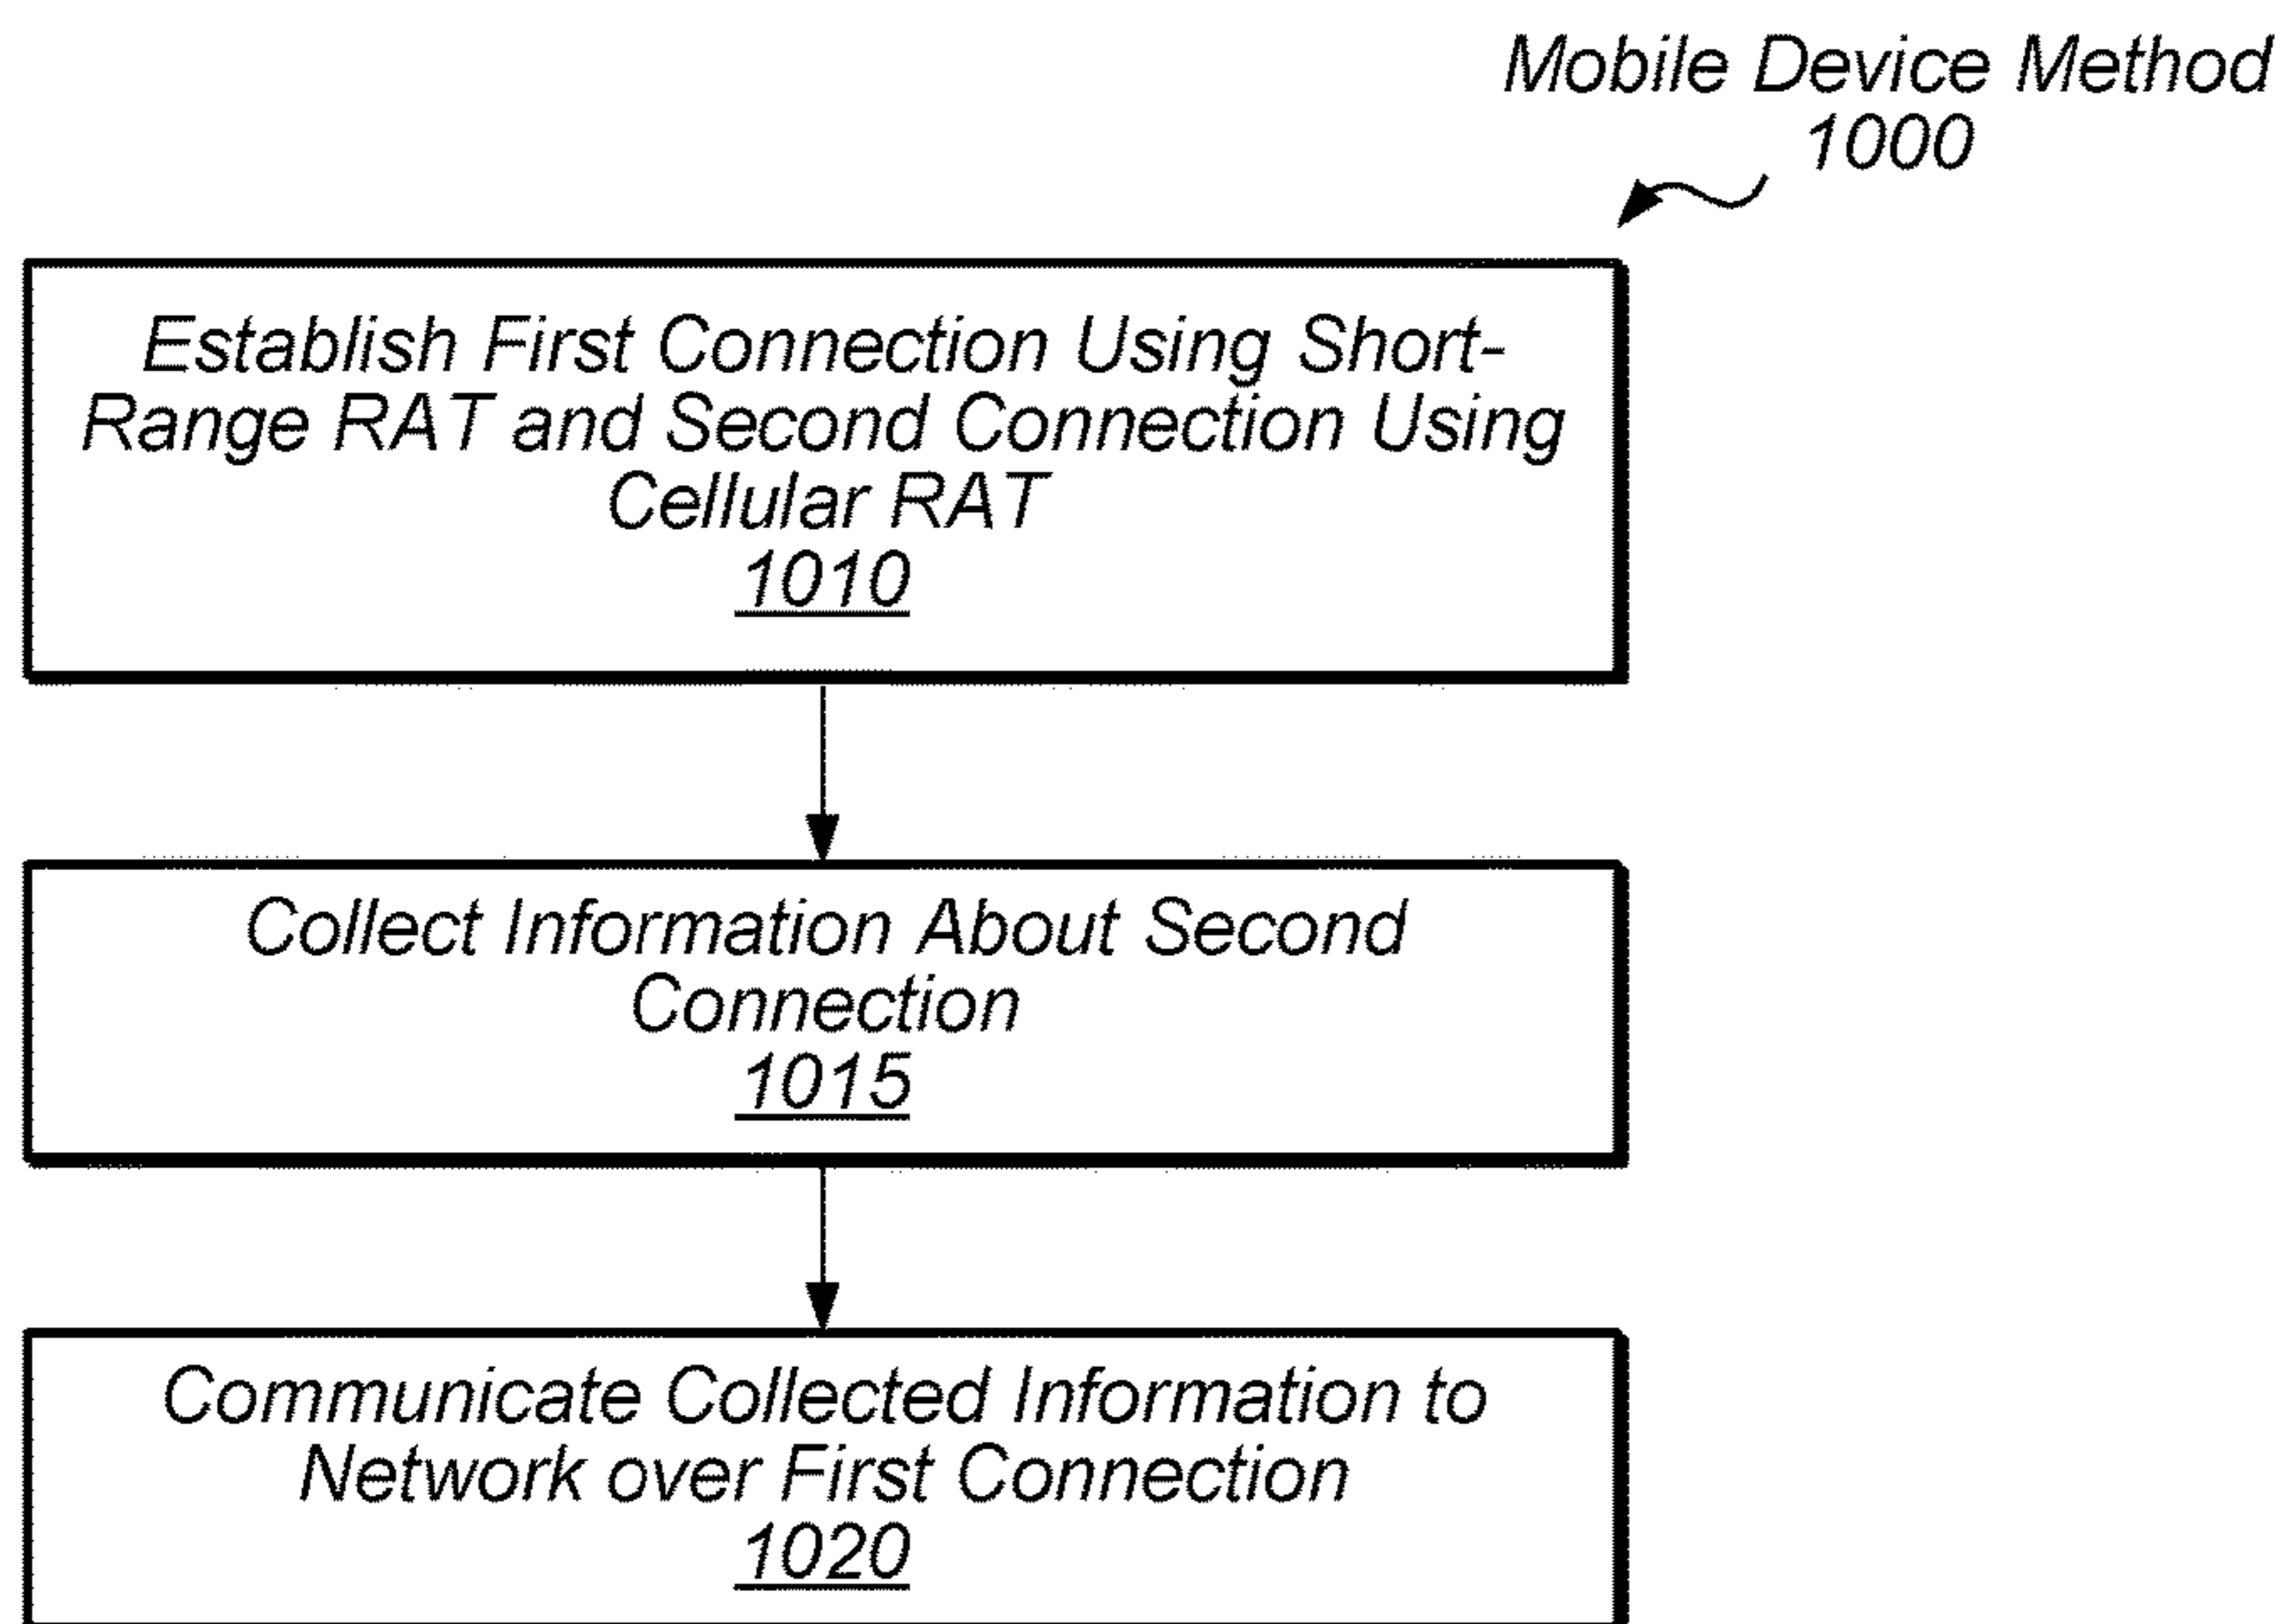 Mobile Device Method
1000
Establish First Connection Using Short-
Range RAT and Second Connection Using
Cellular RAT
1010
Collect Information About Second
Connection
1015
Communicate Collected Information to
Network over First Connection
1020